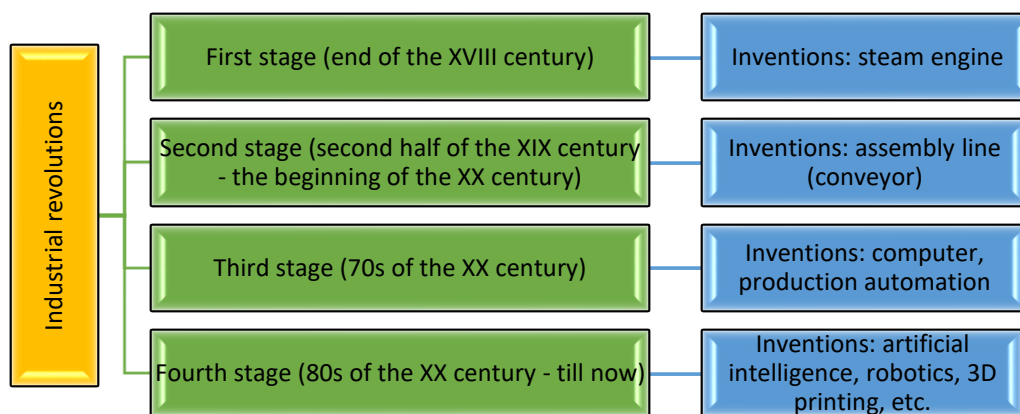 Industrial revolutions
First stage (end of the XVIII century)
Inventions: steam engine
Second stage (second half of the XIX century
- the beginning of the XX century)
Inventions: assembly line
(conveyor)
Third stage (70s of the XX century)
Inventions: computer,
production automation
Fourth stage (80s of the XX century - till now)
Inventions: artificial
intelligence, robotics, 3D
printing, etc.